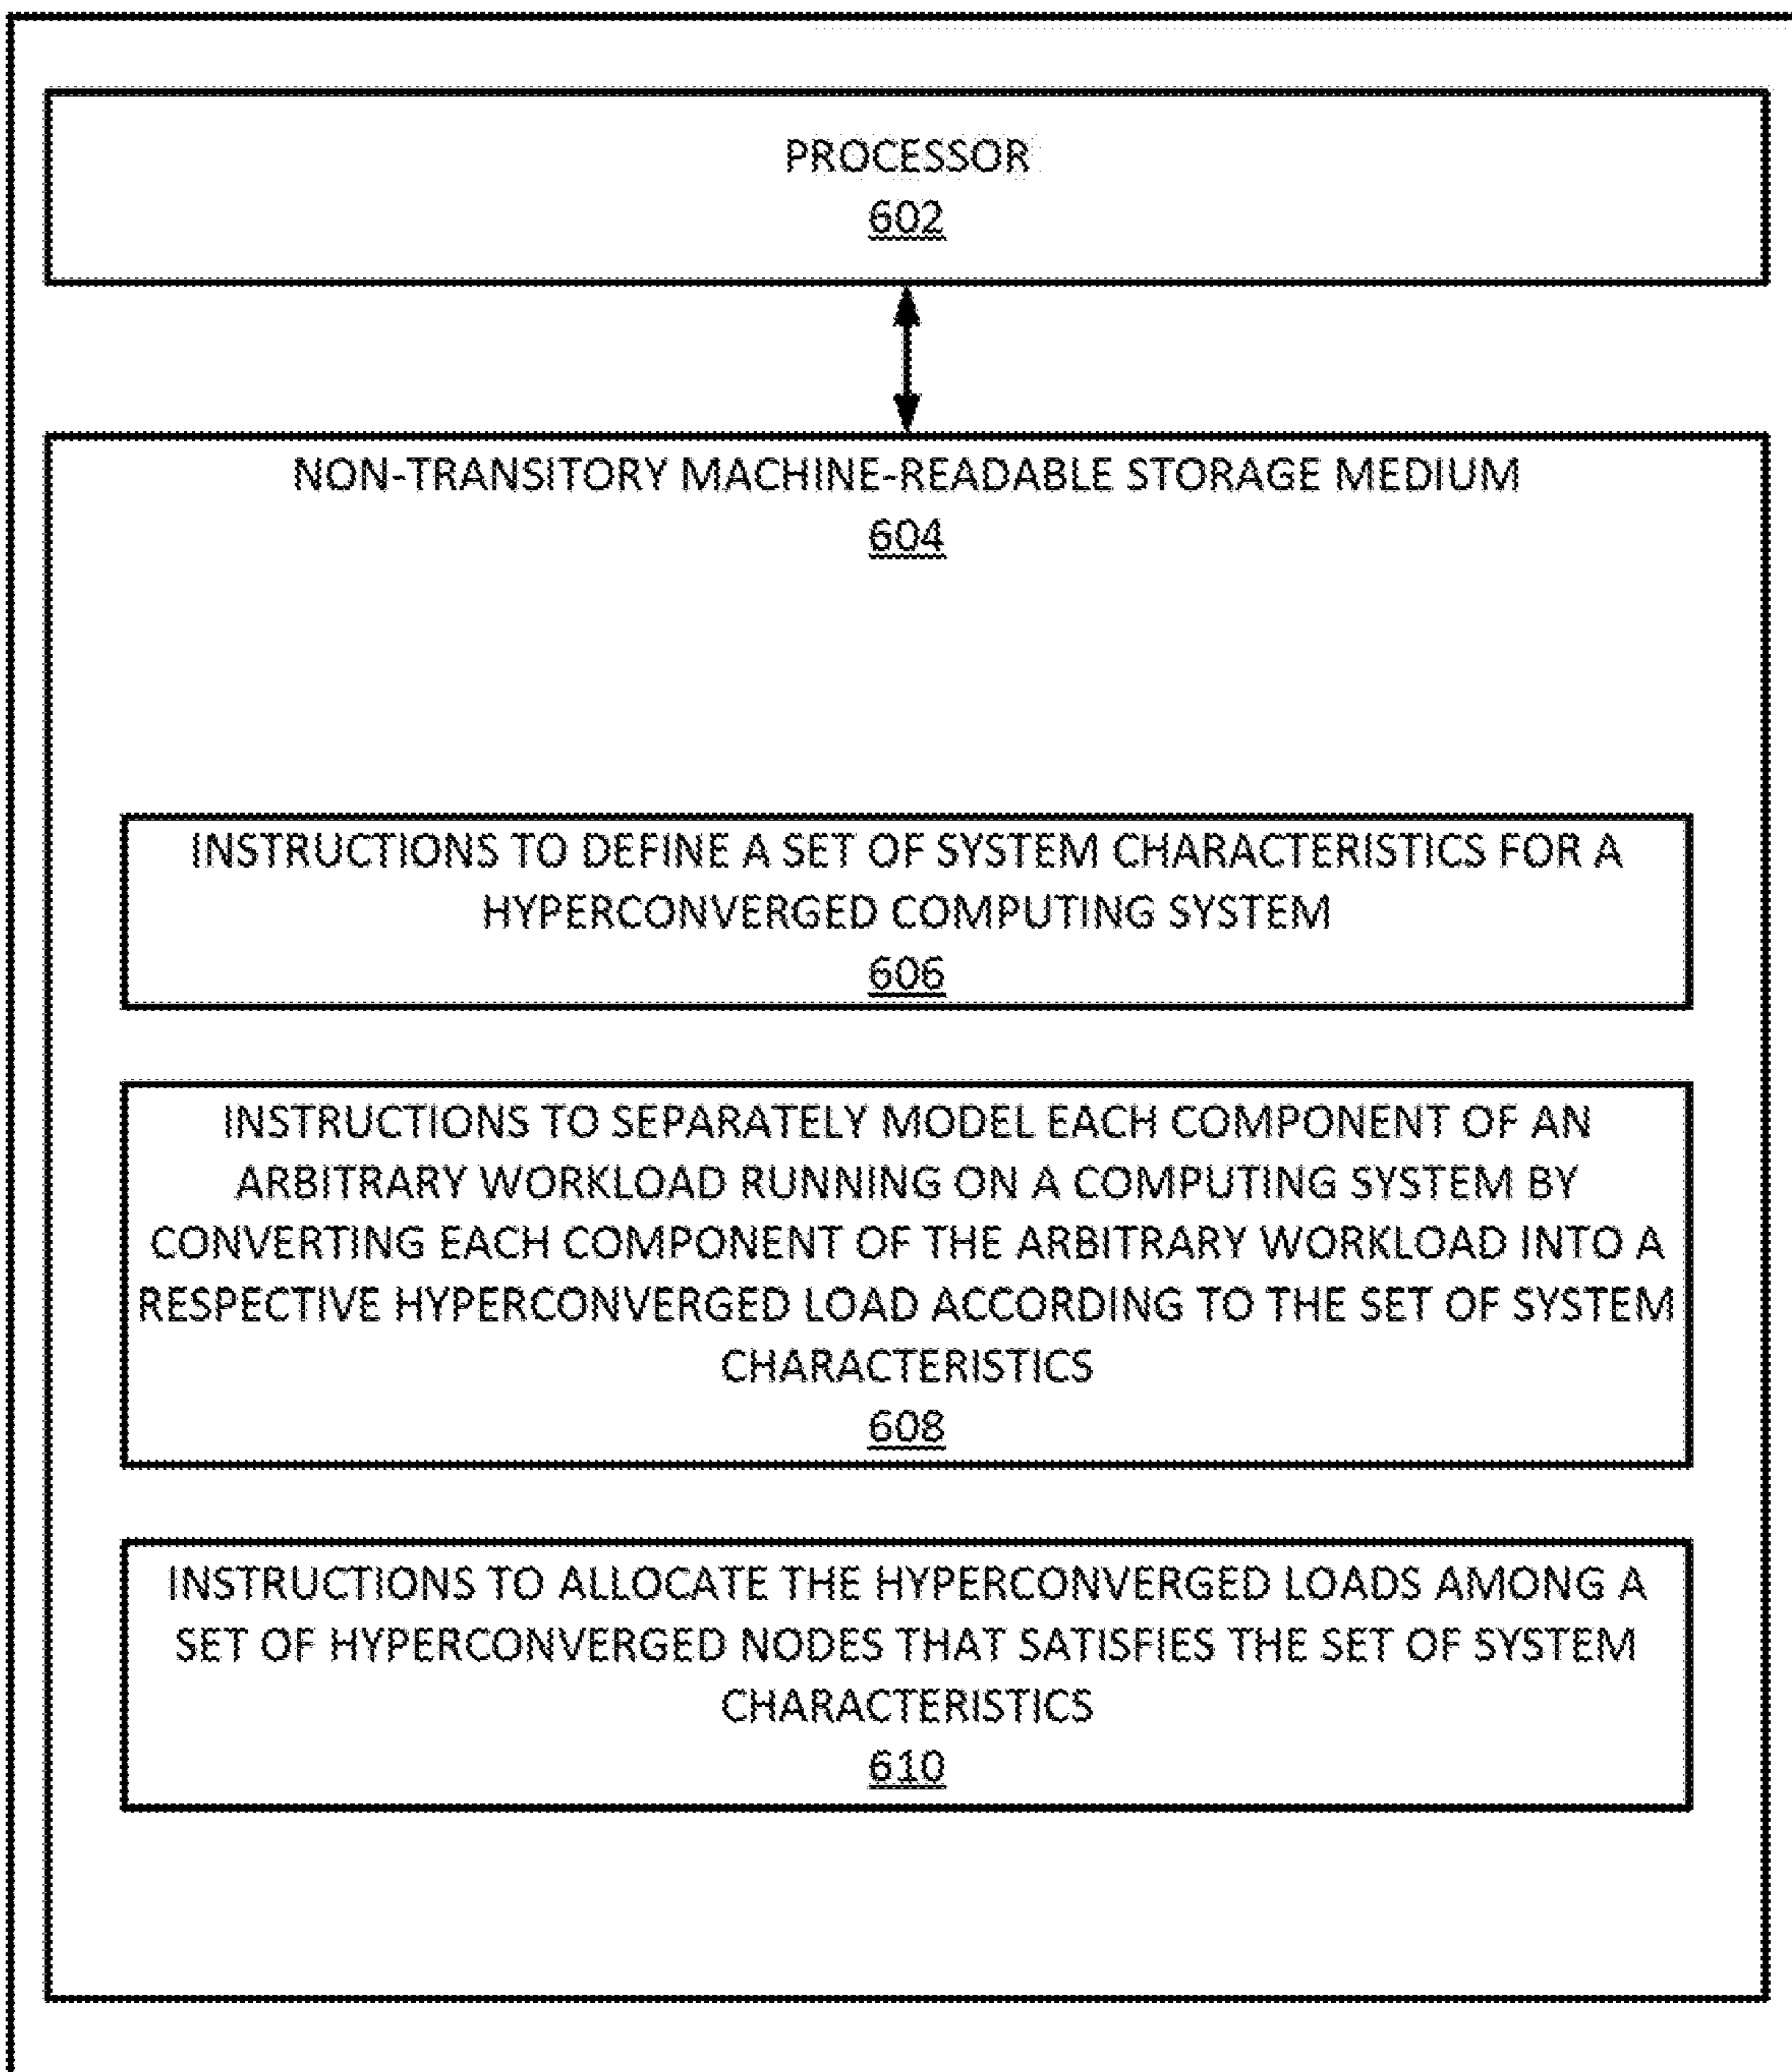 PROCESSOR
602
NON-TRANSITORY MACHINE-READABLE STORAGE MEDIUM
604
INSTRUCTIONS TO DEFINE A SET OF SYSTEM CHARACTERISTICS FOR A
HYPERCONVERGED COMPUTING SYSTEM
606
INSTRUCTIONS TO SEPARATELY MODEL EACH COMPONENT OF AN
ARBITRARY WORKLOAD RUNNING ON A COMPUTING SYSTEM BY
CONVERTING EACH COMPONENT OF THE ARBITRARY WORKLOAD INTO A
RESPECTIVE HYPERCONVERGED LOAD ACCORDING TO THE SET OF SYSTEM
CHARACTERISTICS
608
INSTRUCTIONS TO ALLOCATE THE HYPERCONVERGED LOADS AMONG A
SET OF HYPERCONVERGED NODES THAT SATISFIES THE SET OF SYSTEM
CHARACTERISTICS
610